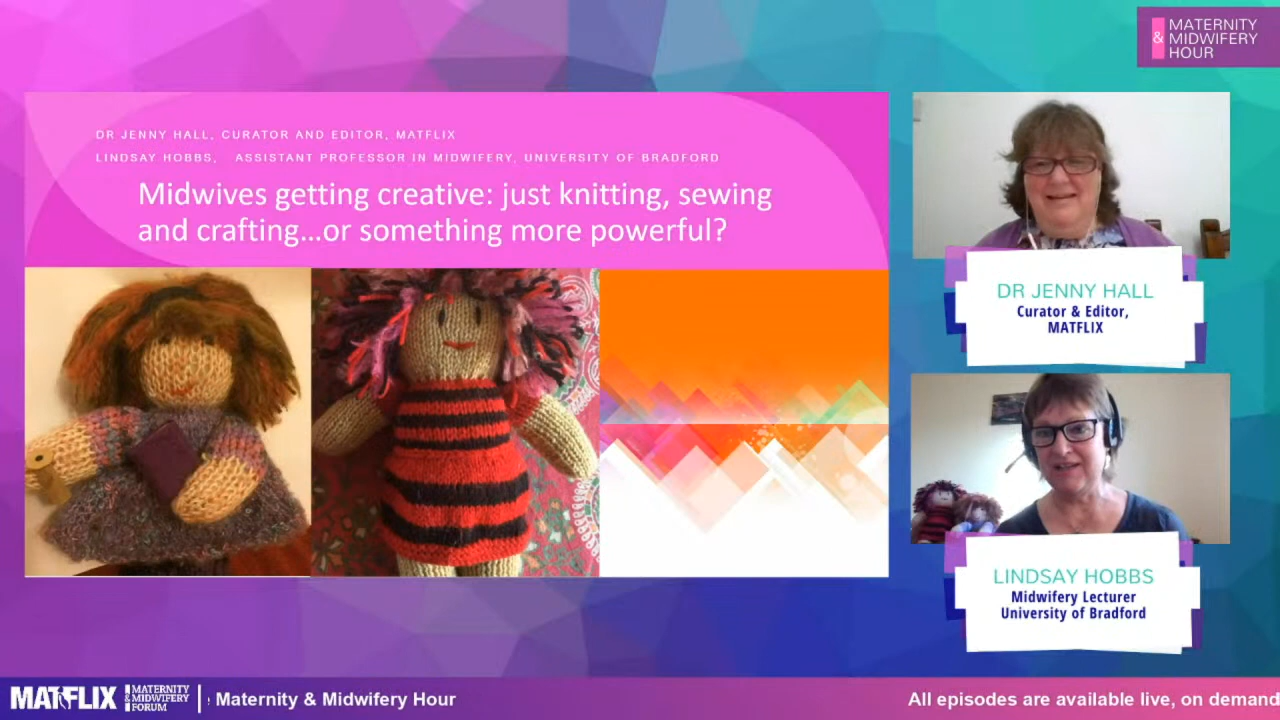 MATERNITY
& MIDWIFERY
HOUR
DR JENNY HALL, CURATOR AND EDITOR, MATFLIX
LINDSAY HOBBS, ASSISTANT PROFESSOR IN MIDWIFERY, UNIVERSITY OF BRADFORD
Midwives getting creative: just knitting, sewing
and crafting...or something more powerful?
DR JENNY HALL
Curator & Editor,
MATFLIX
LINDSAY HOBBS
Midwifery Lecturer
University of Bradford
MATFLIX
MATERNITY
& MIDWIFERY
FORUM
: Maternity & Midwifery Hour
All episodes are available live, on demand